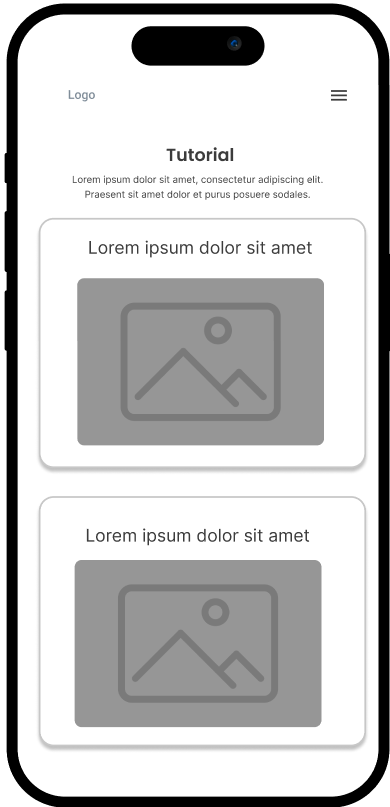 Logo
Tutorial
Lorem ipsum dolor sit amet, consectetur adipiscing elit.
Praesent sit amet dolor et purus posuere sodales.
Lorem ipsum dolor sit amet
Lorem ipsum dolor sit amet